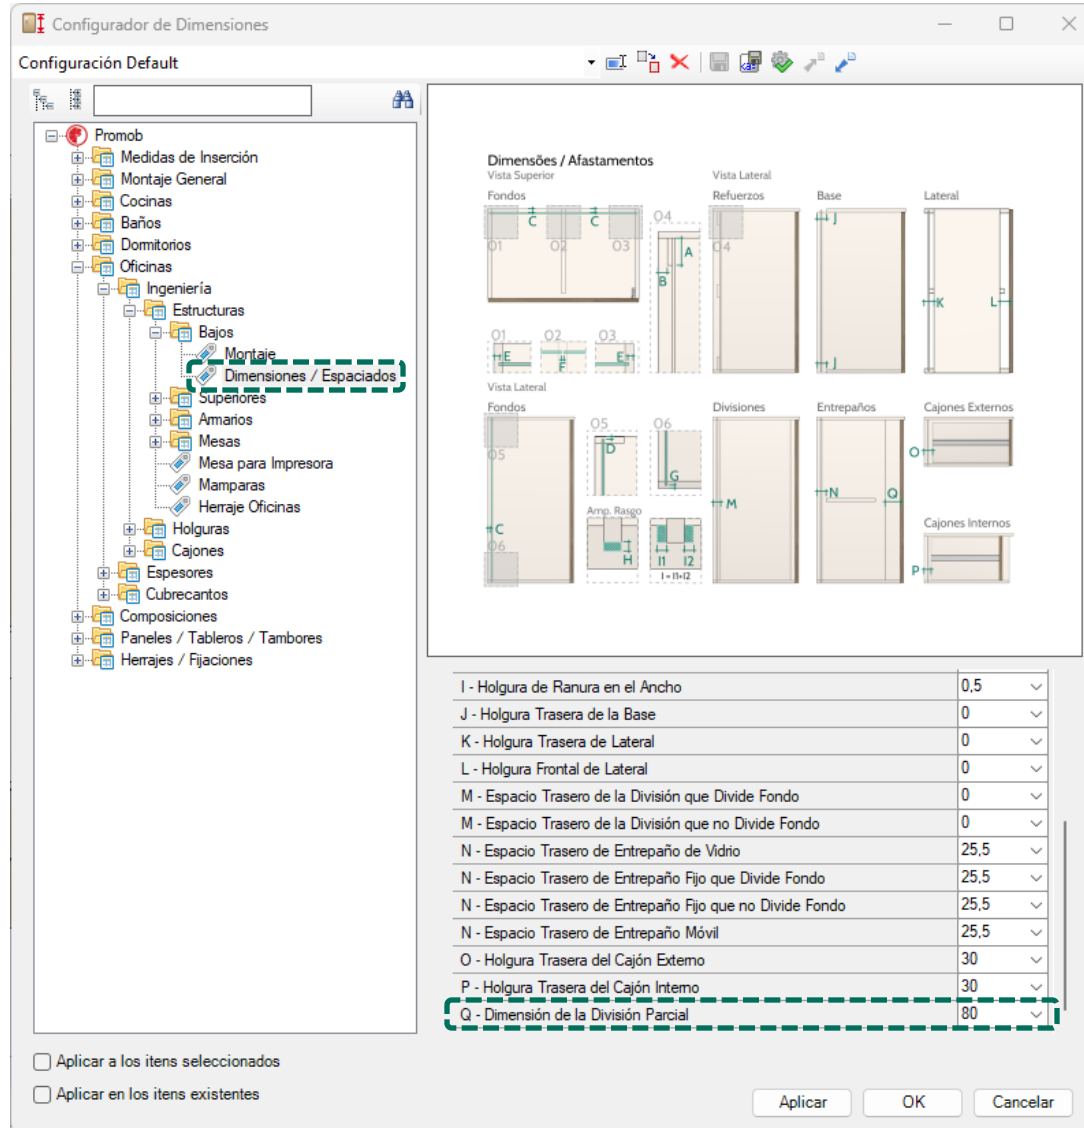 Configurador de Dimensiones
Configuración Default
Promob
Medidas de Inserción
Montaje General
Cocinas
Baños
Dormitorios
Oficinas
Ingeniería
Estructuras
Bajos
Montaje
Dimensiones / Espaciados
Superiores
Armarios
Mesas
Mesa para Impresora
Mamparas
Herraje Oficinas
Holguras
Cajones
Espesores
Cubrecantos
Composiciones
Paneles / Tableros / Tambores
Herrajes / Fijaciones
Dimensões / Afastamentos
Vista Superior
Vista Lateral
Fondos
Refuerzos
Base
Lateral
C C
O1 O2 O3
O4
A
B
O4
J
J
K L
O1 O2 O3
E F E
Vista Lateral
Fondos
Divisiones
Entrepaños
Cajones Externos
O5 O6
O5
D
G
C
O6
Amp. Rasgo
H
I1 I2
I = I1+I2
M
N Q
O
Cajones Internos
P
I - Holgura de Ranura en el Ancho 0,5
J - Holgura Trasera de la Base 0
K - Holgura Trasera de Lateral 0
L - Holgura Frontal de Lateral 0
M - Espacio Trasero de la División que Divide Fondo 0
M - Espacio Trasero de la División que no Divide Fondo 0
N - Espacio Trasero de Entrepaño de Vidrio 25,5
N - Espacio Trasero de Entrepaño Fijo que Divide Fondo 25,5
N - Espacio Trasero de Entrepaño Fijo que no Divide Fondo 25,5
N - Espacio Trasero de Entrepaño Móvil 25,5
O - Holgura Trasera del Cajón Externo 30
P - Holgura Trasera del Cajón Interno 30
Q - Dimensión de la División Parcial 80
Aplicar a los itens seleccionados
Aplicar en los itens existentes
Aplicar OK Cancelar